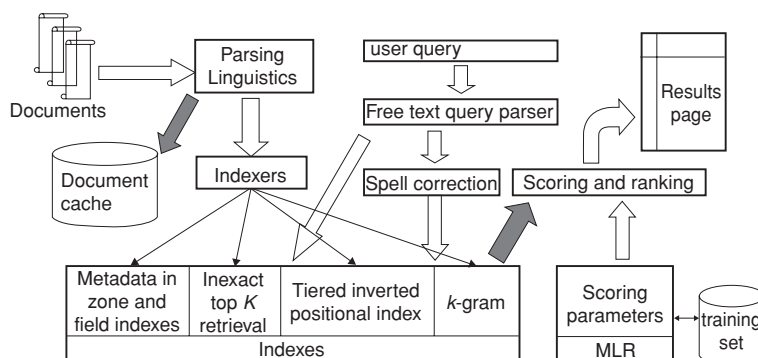 Documents
Parsing
Linguistics
user query
Free text query parser
Results
page
Document
cache
Indexers
Spell correction
Scoring and ranking
Metadata in
zone and
field indexes
Inexact
top K
retrieval
Tiered inverted
positional index
k-gram
Indexes
Scoring
parameters
MLR
training
set